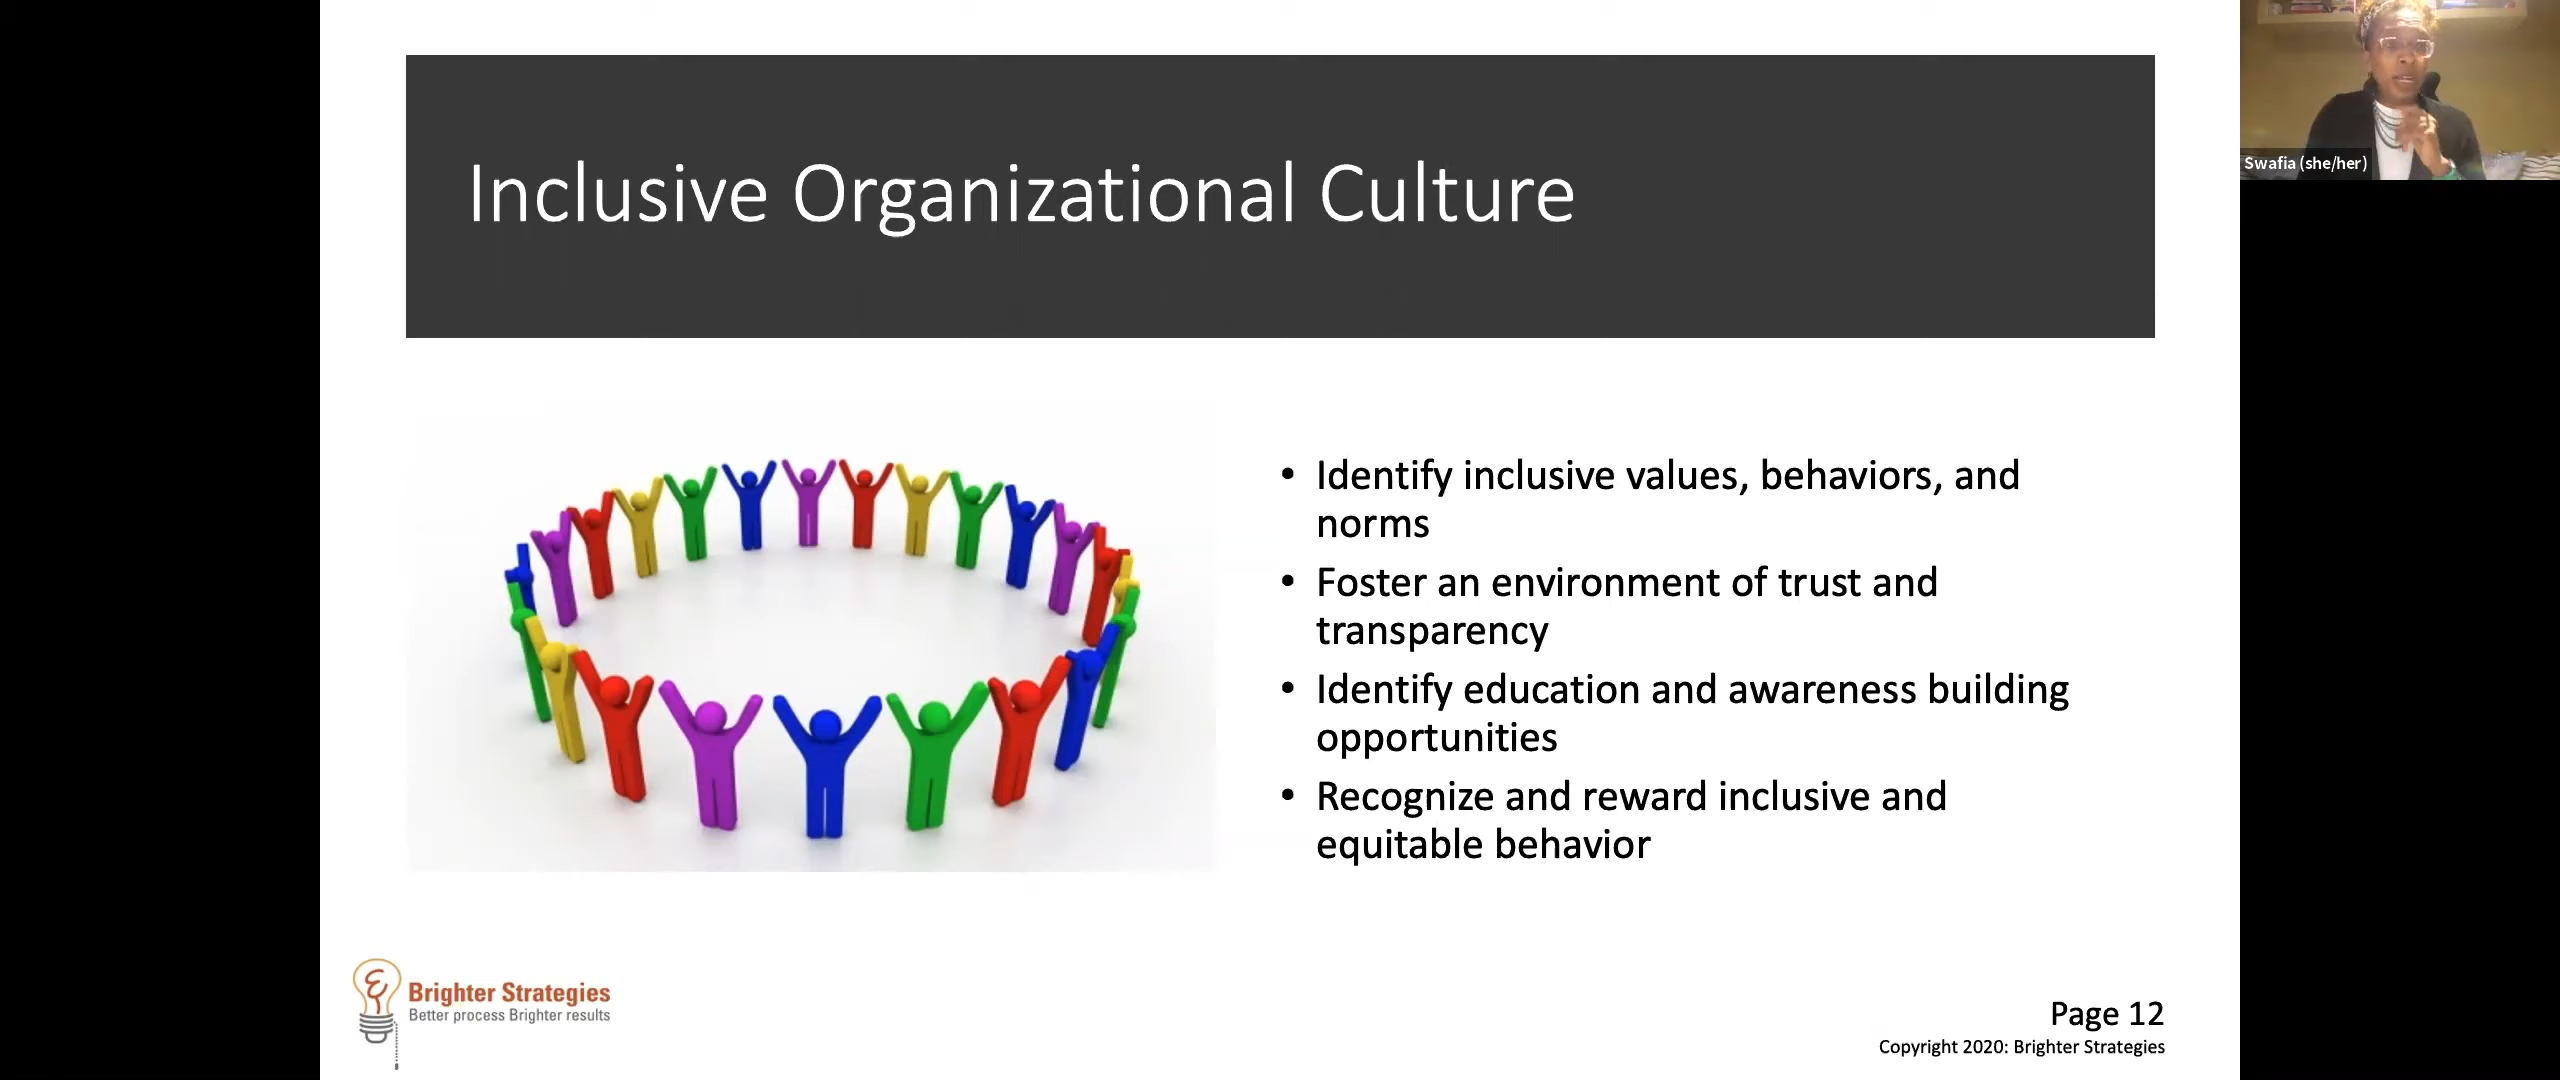 Inclusive Organizational Culture
Swafia (she/her)
• Identify inclusive values, behaviors, and
norms
• Foster an environment of trust and
transparency
• Identify education and awareness building
opportunities
• Recognize and reward inclusive and
equitable behavior
Brighter Strategies
Better process Brighter results
Page 12
Copyright 2020: Brighter Strategies